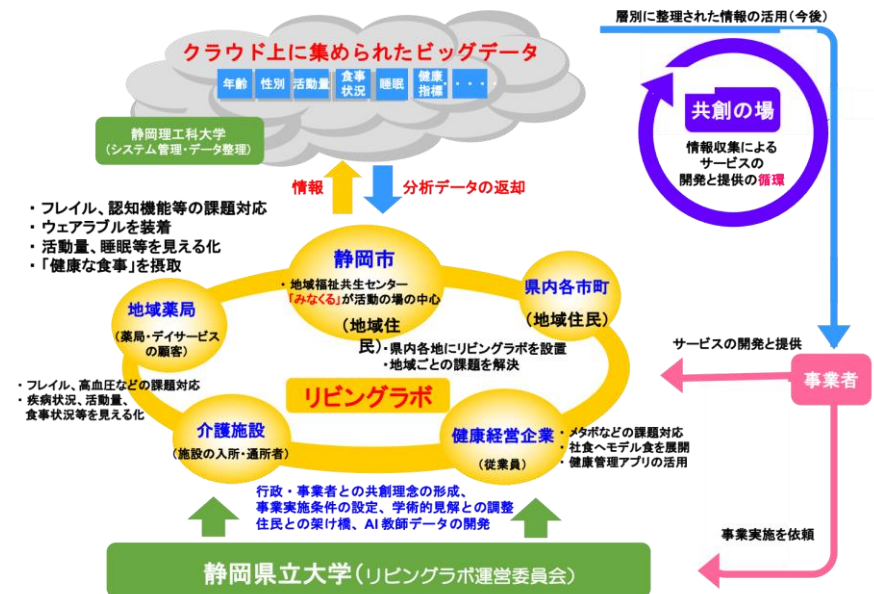 層別に整理された情報の活用(今後)
クラウド上に集められたビッグデータ
年齢
性別
活動量
食事
状況
睡眠
健康
指標
・・・・
静岡理工科大学
(システム管理・データ整理)
共創の場
情報収集による
サービスの
開発と提供の循環
情報
分析データの返却
・フレイル、認知機能等の課題対応
・ウェアラブルを装着
・活動量、睡眠等を見える化
・「健康な食事」を摂取
静岡市
・地域福祉共生センター
「みなくる」が活動の場の中心
(地域住
民)
県内各市町
(地域住民)
地域薬局
(薬局・デイサービス
の顧客)
・県内各地にリビングラボを設置
・地域ごとの課題を解決
サービスの開発と提供
事業者
・フレイル、高血圧などの課題対応
・疾病状況、活動量、
食事状況等を見える化
リビングラボ
介護施設
(施設の入所・通所者)
健康経営企業
(従業員)
・メタボなどの課題対応
・社食へモデル食を展開
・健康管理アプリの活用
行政・事業者との共創理念の形成、
事業実施条件の設定、学術的見解との調整
住民との架け橋、AI教師データの開発
事業実施を依頼
静岡県立大学(リビングラボ運営委員会)